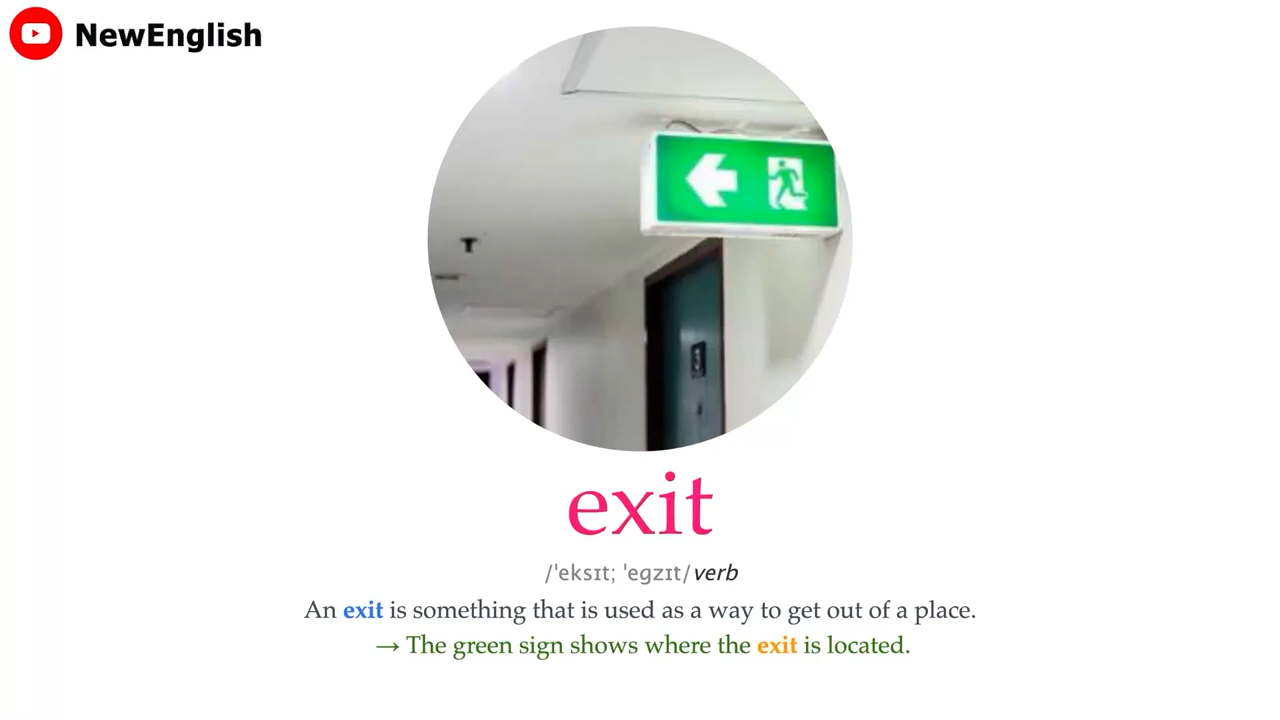 NewEnglish
exit
/ˈeksɪt; ˈegzɪt/verb
An exit is something that is used as a way to get out of a place.
→ The green sign shows where the exit is located.